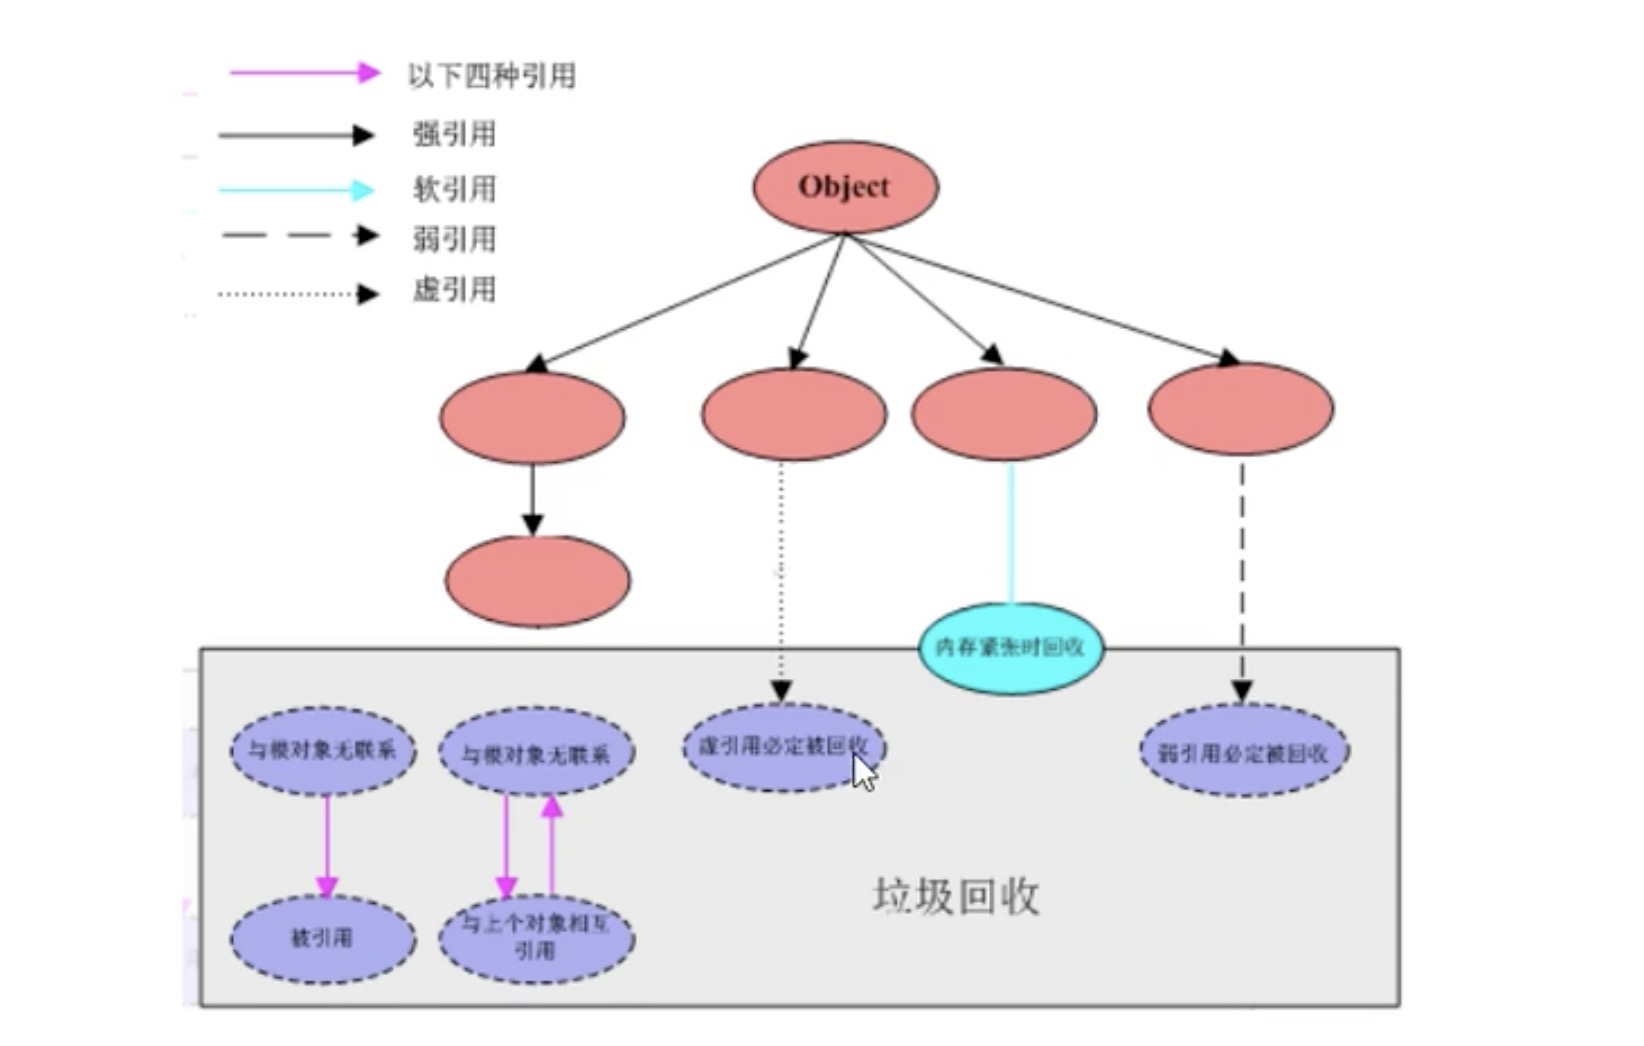 以下四种引用
强引用
软引用
弱引用
虚引用
Object
内存紧张时回收
与根对象无联系
与根对象无联系
虚引用必定被回收
弱引用必定被回收
垃圾回收
被引用
与上个对象相互
引用